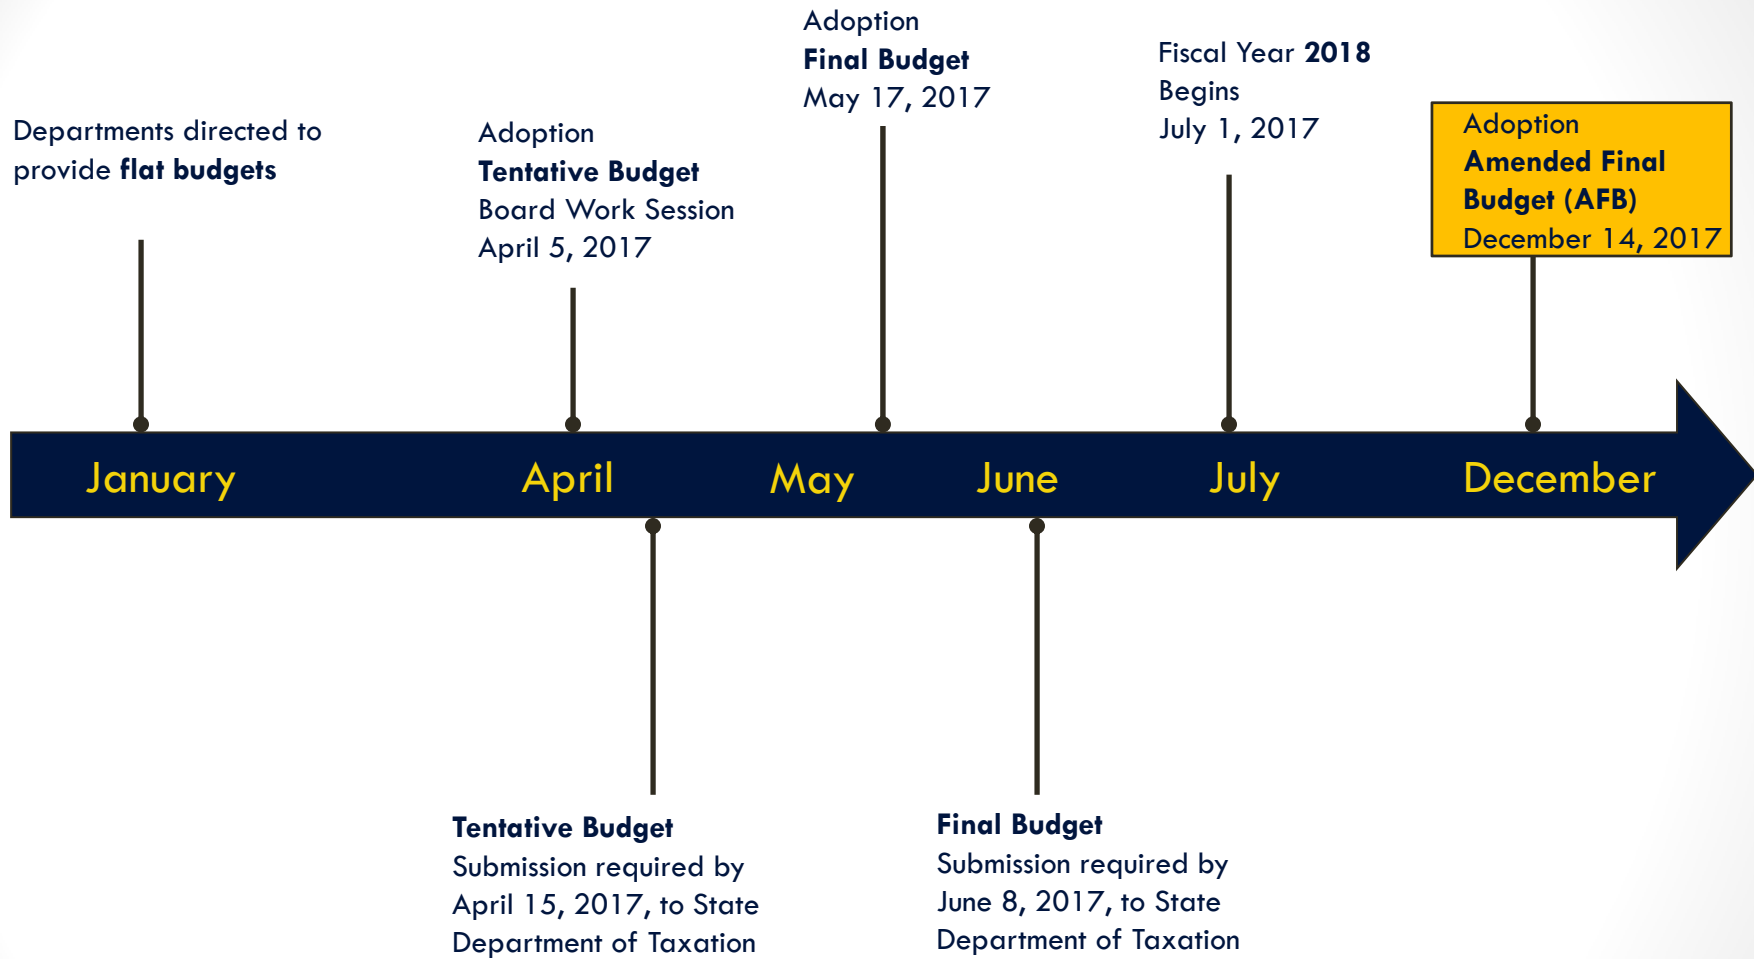 Departments directed to
provide flat budgets
Adoption
Tentative Budget
Board Work Session
April 5, 2017
Adoption
Final Budget
May 17, 2017
Fiscal Year 2018
Begins
July 1, 2017
Adoption
Amended Final
Budget (AFB)
December 14, 2017
January
April
May
June
July
December
Tentative Budget
Submission required by
April 15, 2017, to State
Department of Taxation
Final Budget
Submission required by
June 8, 2017, to State
Department of Taxation